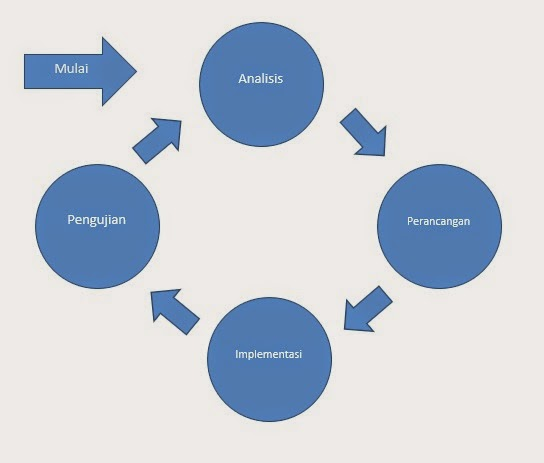 Mulai
Analisis
Perancangan
Implementasi
Pengujian